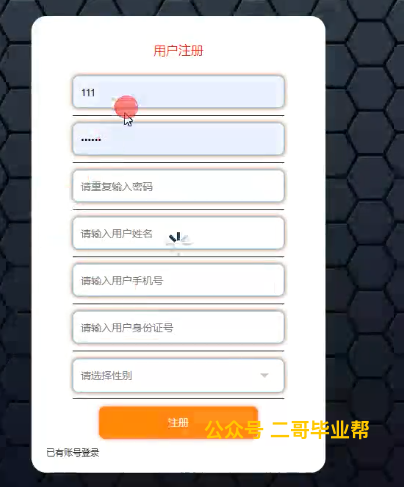 用户注册
111
••••••
请重复输入密码
请输入用户姓名
请输入用户手机号
请输入用户身份证号
请选择性别
注册
公众号 二哥毕业帮
已有账号登录